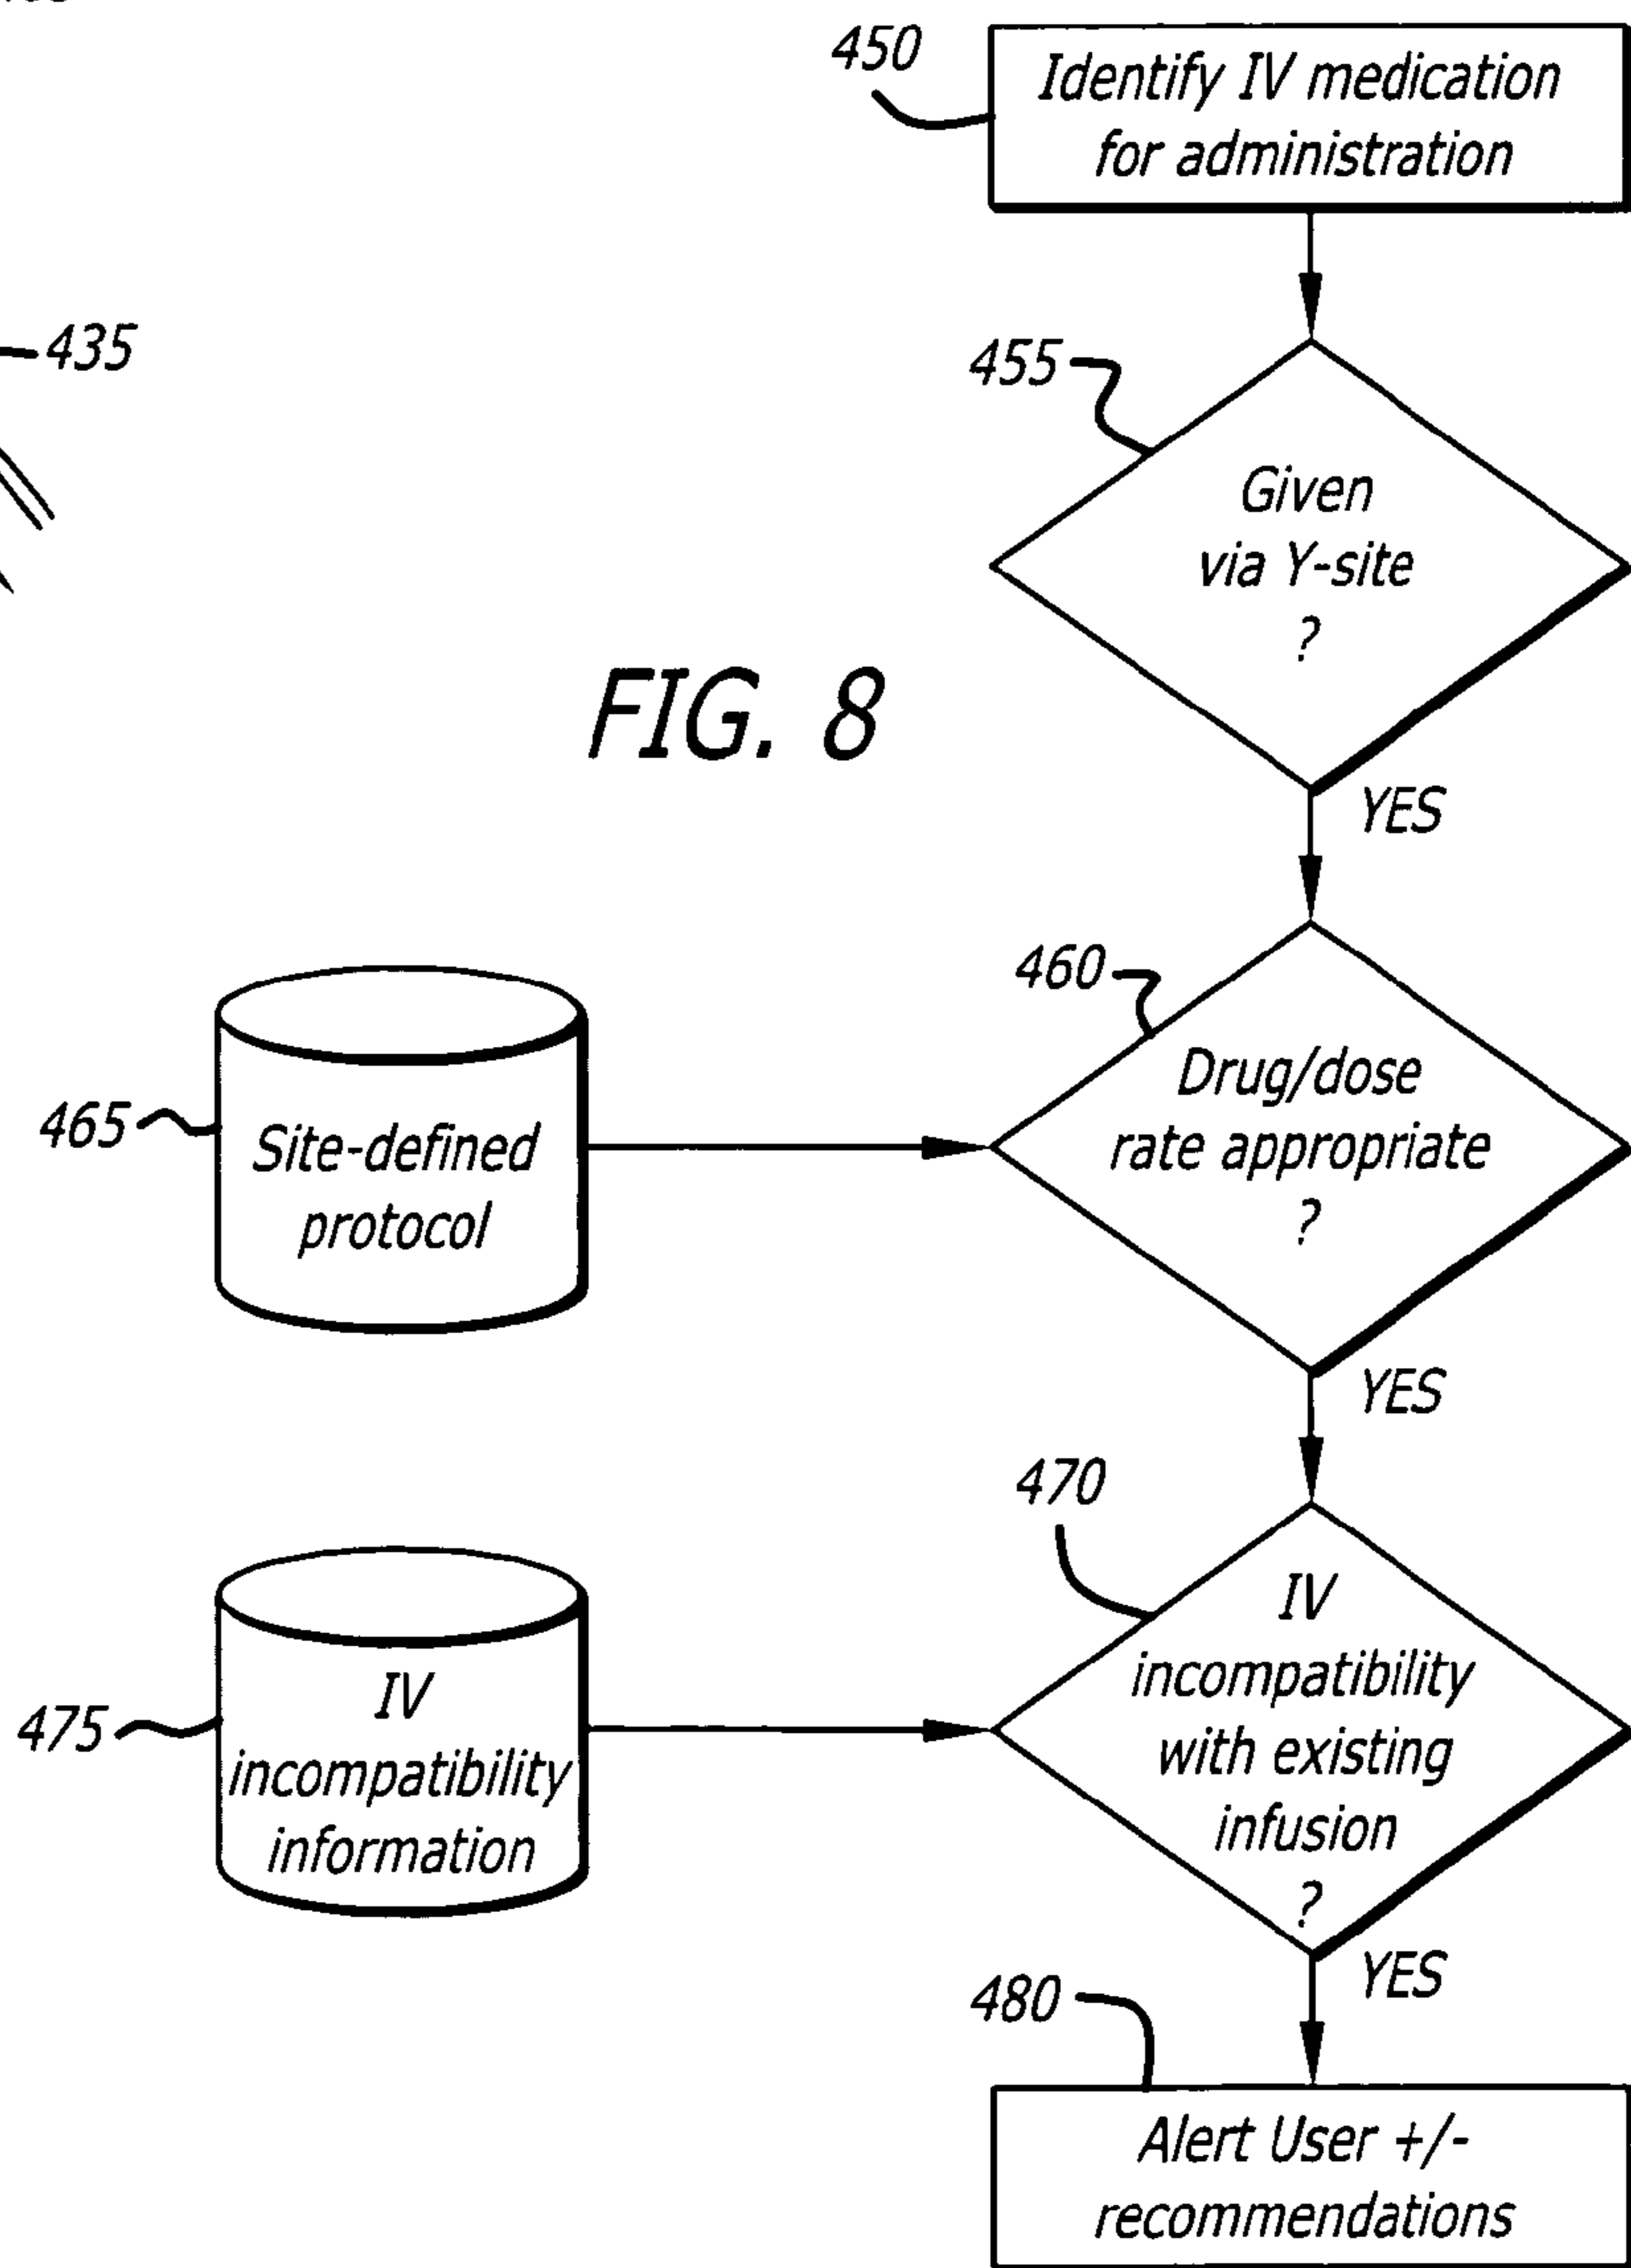 450
Identify IV medication
for administration
435
455
Given
via Y-site
?
FIG. 8
YES
460
Drug/dose
rate appropriate
?
465
Site-defined
protocol
YES
470
IV
incompatibility
with existing
infusion
?
475
IV
incompatibility
information
YES
480
Alert User +/-
recommendations